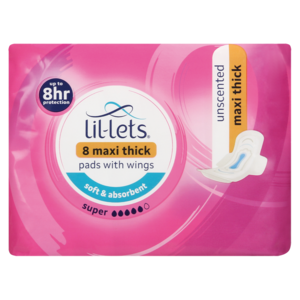 up to
8hr
protection
lil-lets
8 maxi thick
pads with wings
soft & absorbent
super
unscented
maxi thick